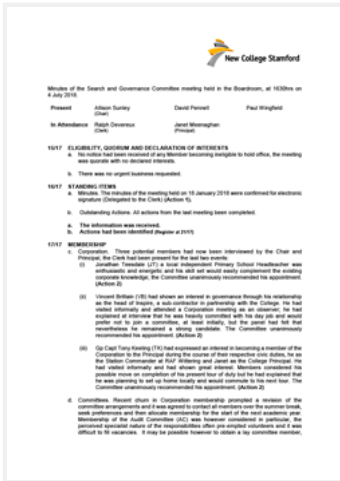 New College Stamford
Minutes of the Search and Governance Committee meeting held in the Boardroom, at 1630hrs on
4 July 2018.
Present Allison Sunley David Pennell Paul Wingfield
(Chair)
In Attendance Ralph Devereux Janet Meenaghan
(Clerk) (Principal)
15/17 ELIGIBILITY, QUORUM AND DECLARATION OF INTERESTS
a. No notice had been received of any Member becoming ineligible to hold office, the meeting
was quorate with no declared interests.
b. There was no urgent business requested.
16/17 STANDING ITEMS
a. Minutes. The minutes of the meeting held on 18 January 2018 were confirmed for electronic
signature (Delegated to the Clerk) (Action 1).
b. Outstanding Actions. All actions from the last meeting been completed.
a. The information was received.
b. Actions had been identified (Register at 21/17)
17/17 MEMBERSHIP
c. Corporation. Three potential members had now been interviewed by the Chair and
Principal, the Clerk had been present for the last two events:
(i) Jonathan Teesdale (JT) a local independent Primary School Headteacher was
enthusiastic and energetic and his skill set would easily complement the existing
corporate knowledge, the Committee unanimously recommended his appointment.
(Action 2)
(ii) Vincent Brittain (VB) had shown an interest in governance through his relationship
as the head of Inspire, a sub contractor in partnership with the College. He had
visited informally and attended a Corporation meeting as an observer; he had
explained at interview that he was heavily committed with his day job and would
prefer not to join a committee, at least initially, but the panel had felt that
nevertheless he remained a strong candidate. The Committee unanimously
recommended his appointment. (Action 2)
(iii) Gp Capt Tony Keeling (TK) had expressed an interest in becoming a member of the
Corporation to the Principal during the course of their respective civic duties, he as
the Station Commander at RAF Wittering and Janet as the College Principal. He
had visited informally and had shown great interest. Members considered his
possible move on completion of his present tour of duty but he had explained that
he was planning to set up home locally and would commute to his next tour. The
Committee unanimously recommended his appointment. (Action 2)
d. Committees. Recent churn in Corporation membership prompted a revision of the
committee arrangements and it was agreed to contact all members over the summer break,
seek preferences and then allocate membership for the start of the next academic year.
Membership of the Audit Committee (AC) was however considered in particular, the
perceived specialist nature of the responsibilities often pre-empted volunteers and it was
difficult to fill vacancies. It may be possible however to obtain a lay committee member,